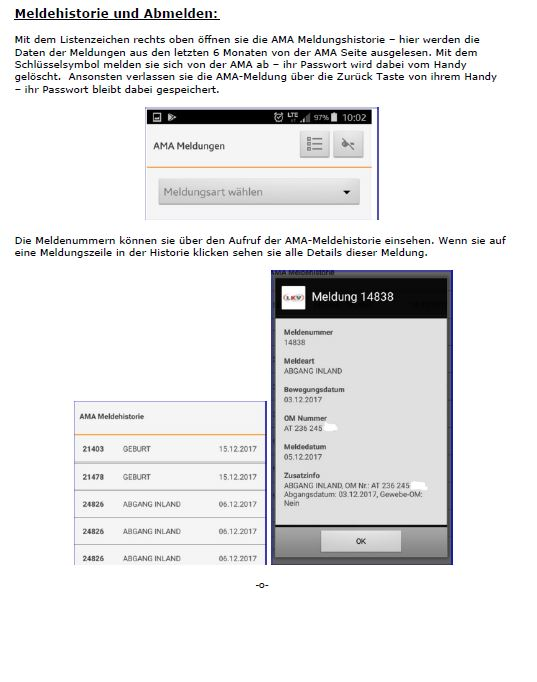 Meldehistorie und Abmelden:
Mit dem Listenzeichen rechts oben öffnen sie die AMA Meldungshistorie – hier werden die
Daten der Meldungen aus den letzten 6 Monaten von der AMA Seite ausgelesen. Mit dem
Schlüsselsymbol melden sie sich von der AMA ab – ihr Passwort wird dabei vom Handy
gelöscht. Ansonsten verlassen sie die AMA-Meldung über die Zurück Taste von ihrem Handy
– ihr Passwort bleibt dabei gespeichert.
LTE 97% 10:02
AMA Meldungen
Meldungsart wählen
Die Meldenummern können sie über den Aufruf der AMA-Meldehistorie einsehen. Wenn sie auf
eine Meldungszeile in der Historie klicken sehen sie alle Details dieser Meldung.
AMA Meldehistorie
21403 GEBURT 15.12.2017
21478 GEBURT 15.12.2017
24826 ABGANG INLAND 06.12.2017
24826 ABGANG INLAND 06.12.2017
24826 ABGANG INLAND 06.12.2017
AMA Meldehistorie
LKV Meldung 14838
Meldenummer
14838
Meldeart
ABGANG INLAND
Bewegungsdatum
03.12.2017
OM Nummer
AT 236 245
Meldedatum
05.12.2017
Zusatzinfo
ABGANG INLAND, OM Nr.: AT 236 245
Abgangsdatum: 03.12.2017, Gewebe-OM:
Nein
OK
-o-